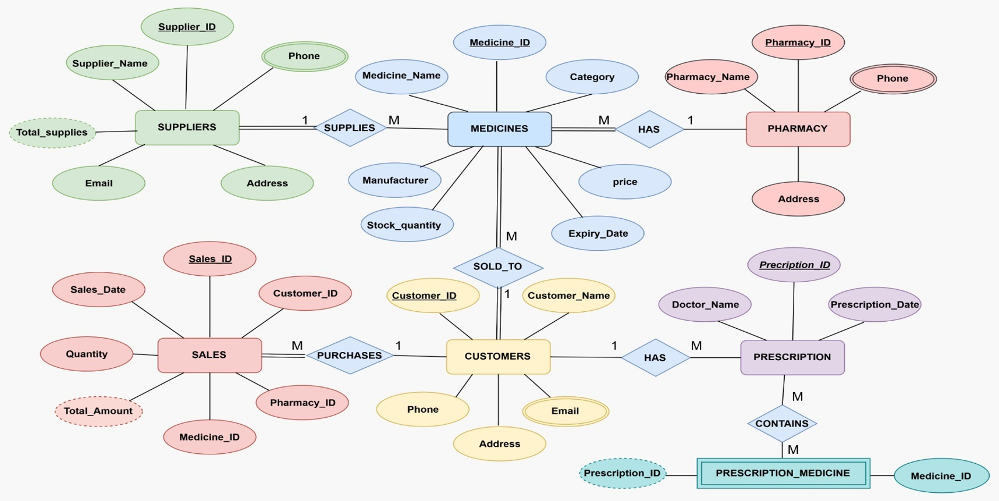 Supplier_ID
Supplier_Name
Phone
Total_supplies
SUPPLIERS
Email
Address
1
SUPPLIES
M
Medicine_ID
Medicine_Name
Category
MEDICINES
Manufacturer
price
Stock_quantity
Expiry_Date
M
HAS
1
Pharmacy_ID
Pharmacy_Name
Phone
PHARMACY
Address
M
SOLD_TO
1
Sales_ID
Sales_Date
Customer_ID
Quantity
SALES
Total_Amount
Pharmacy_ID
Medicine_ID
M
PURCHASES
1
Customer_ID
Customer_Name
CUSTOMERS
Phone
Email
Address
1
HAS
M
Precription_ID
Doctor_Name
Prescription_Date
PRESCRIPTION
M
CONTAINS
M
Prescription_ID
PRESCRIPTION_MEDICINE
Medicine_ID